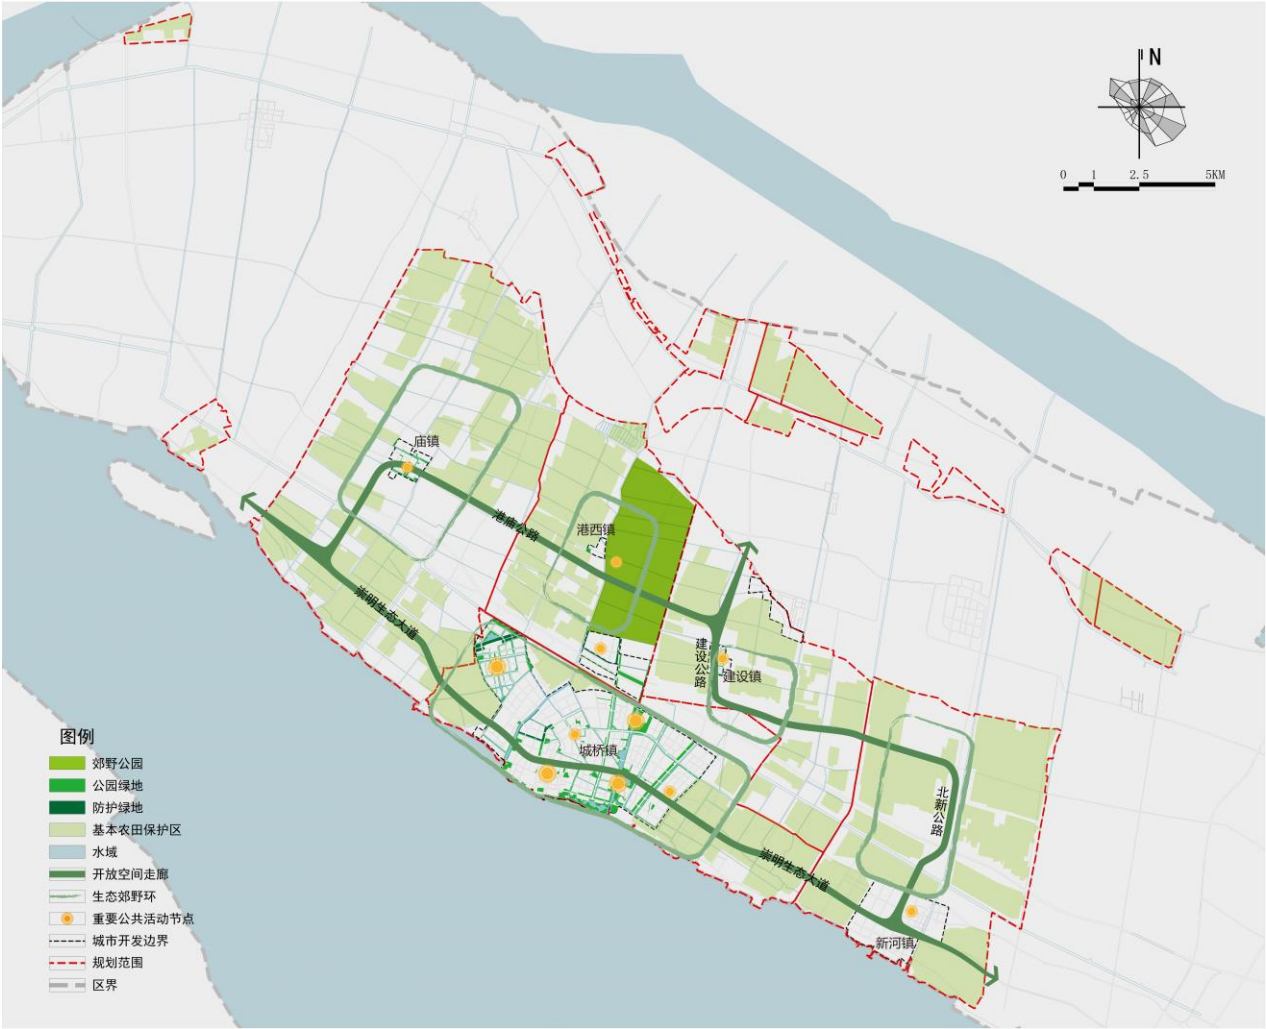 N
0 1 2.5 5KM
庙镇
港庙公路
港西镇
崇明生态大道
建设公路
建设镇
城桥镇
北新公路
崇明生态大道
新河镇
图例
郊野公园
公园绿地
防护绿地
基本农田保护区
水域
开放空间走廊
生态郊野环
重要公共活动节点
城市开发边界
规划范围
区界